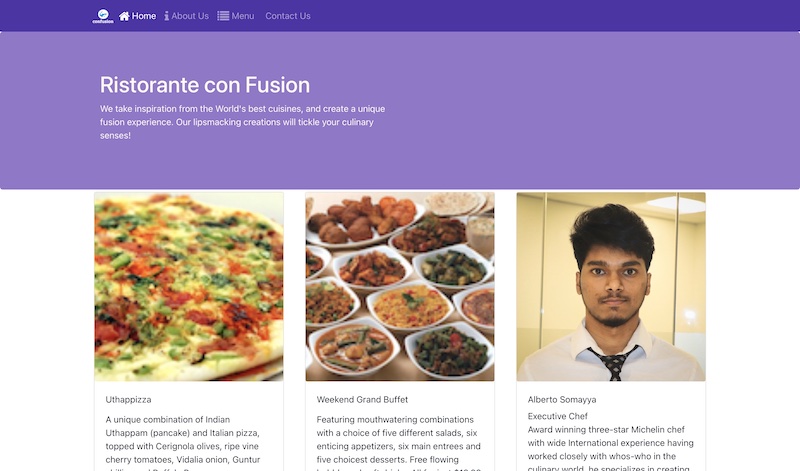 confusion
Home About Us Menu Contact Us
Ristorante con Fusion
We take inspiration from the World's best cuisines, and create a unique
fusion experience. Our lipsmacking creations will tickle your culinary
senses!
Uthappizza
A unique combination of Indian
Uthappam (pancake) and Italian pizza,
topped with Cerignola olives, ripe vine
cherry tomatoes, Vidalia onion, Guntur
Weekend Grand Buffet
Featuring mouthwatering combinations
with a choice of five different salads, six
enticing appetizers, six main entrees and
five choicest desserts. Free flowing
Alberto Somayya
Executive Chef
Award winning three-star Michelin chef
with wide International experience having
worked closely with whos-who in the
culinary world, he specializes in creating